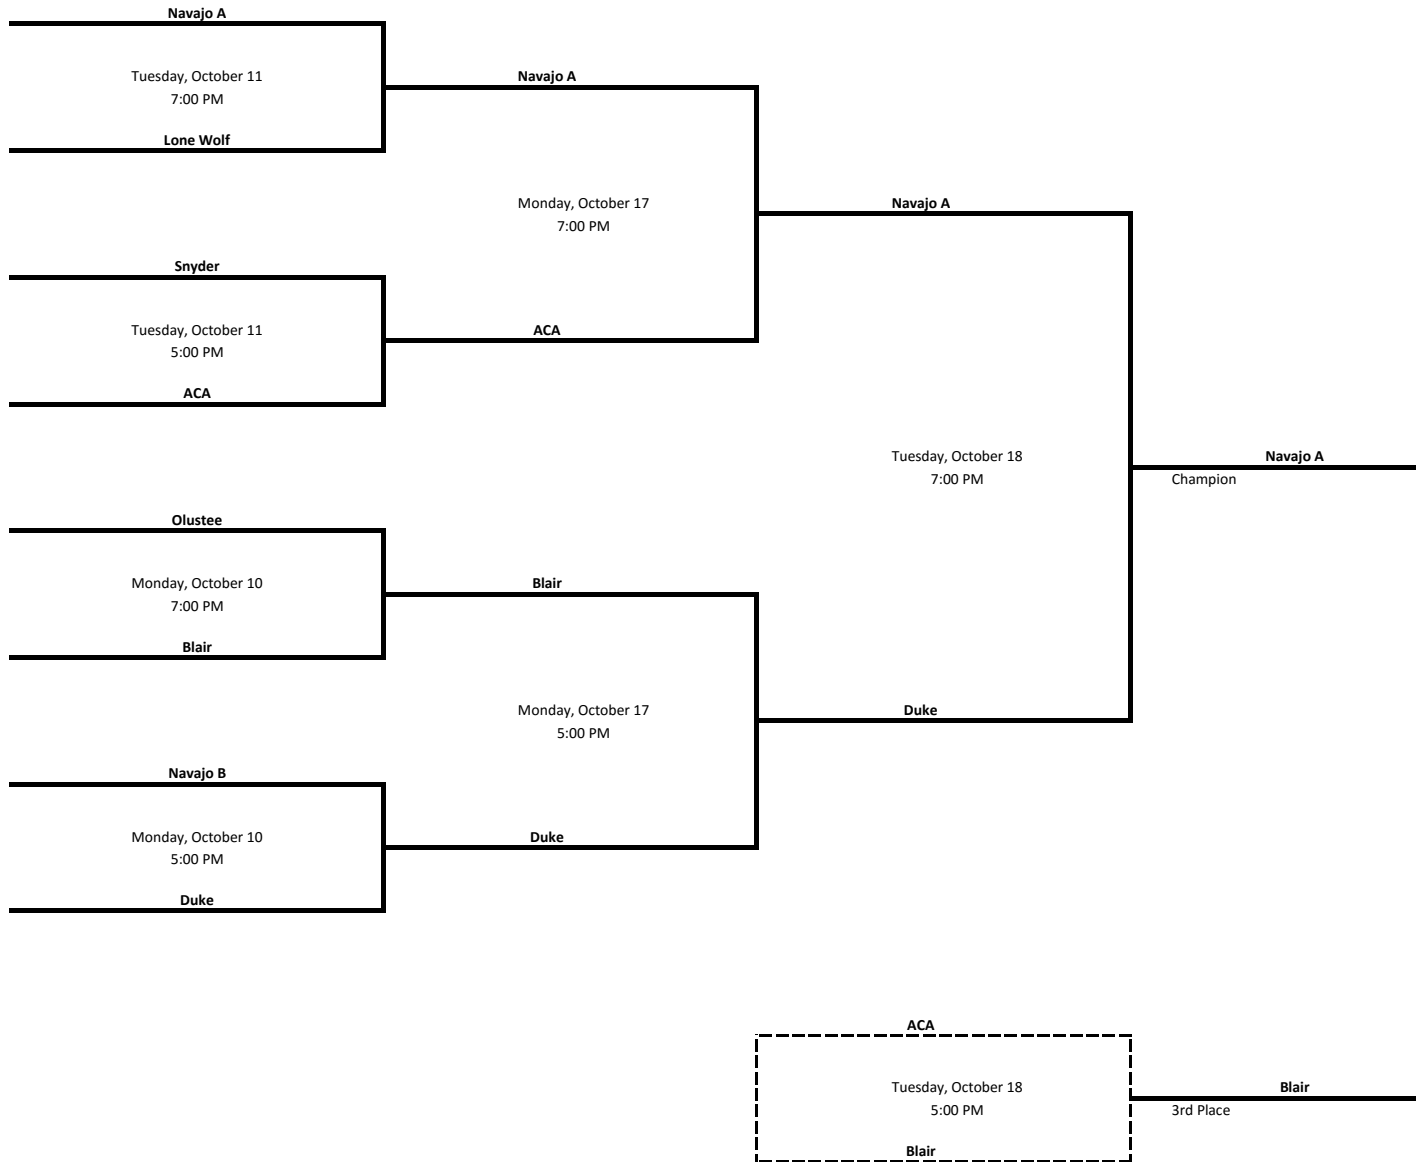 Navajo A
Tuesday, October 11
7:00 PM
Lone Wolf
Navajo A
Monday, October 17
7:00 PM
Navajo A
Snyder
Tuesday, October 11
5:00 PM
ACA
ACA
Tuesday, October 18
7:00 PM
Navajo A
Champion
Olustee
Monday, October 10
7:00 PM
Blair
Blair
Monday, October 17
5:00 PM
Duke
Navajo B
Monday, October 10
5:00 PM
Duke
Duke
ACA
Tuesday, October 18
5:00 PM
Blair
Blair
3rd Place